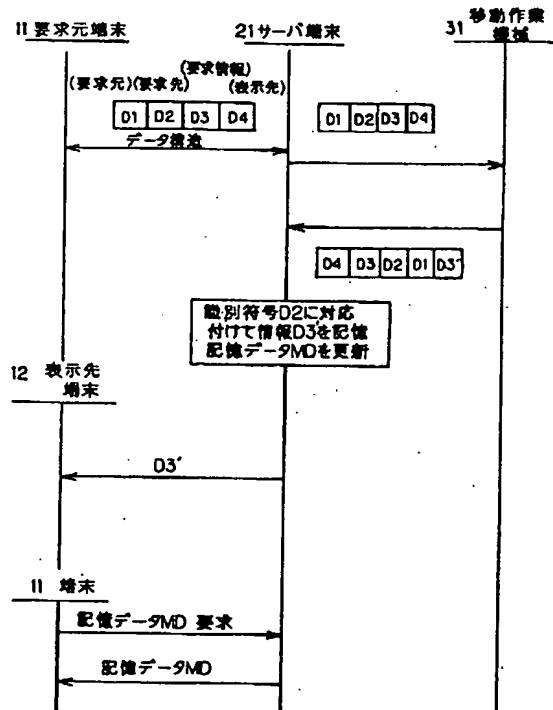 11 要求元端末
21 サーバ端末
31 移動作業
機械
(要求元)(要求先)
(要求情報)
(表示先)
D1 D2 D3 D4
データ構造
D1 D2 D3 D4
D4 D3 D2 D1 D3´
識別符号D2に対応
付けて情報D3を記憶
記憶データMDを更新
12 表示先
端末
D3´
11 端末
記憶データMD 要求
記憶データMD